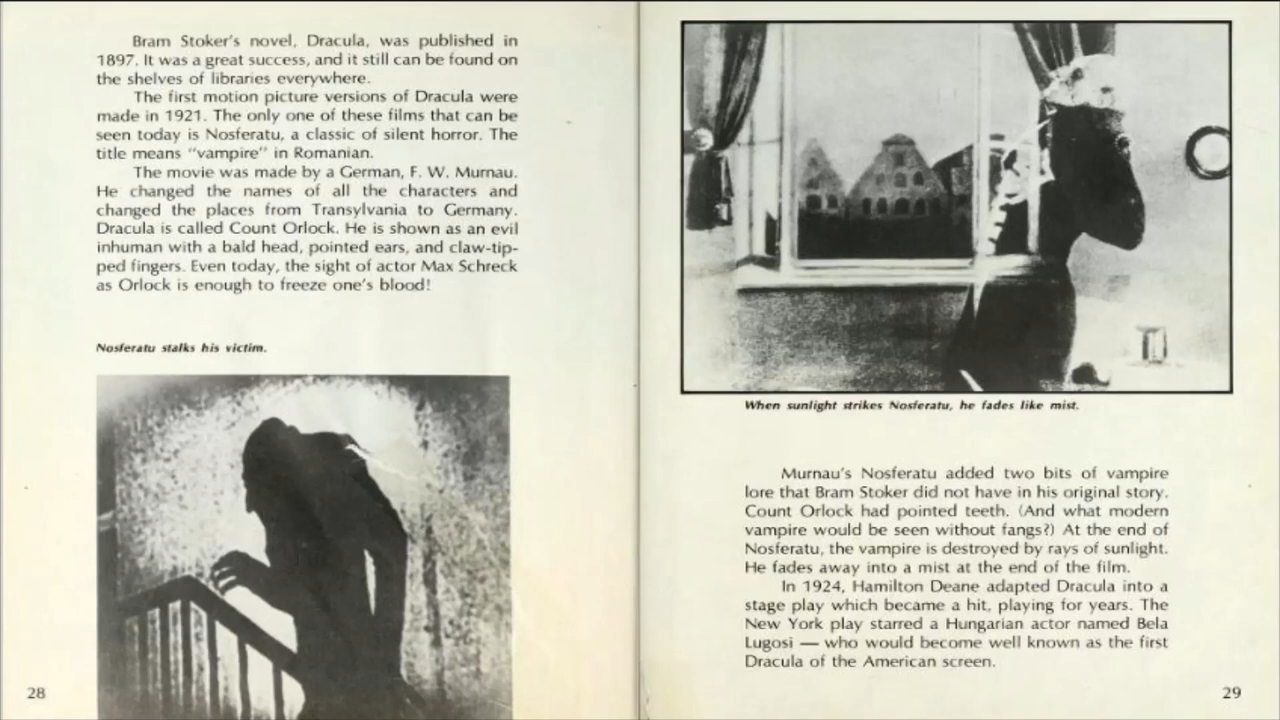 Bram Stoker's novel, Dracula, was published in
1897. It was a great success, and it still can be found on
the shelves of libraries everywhere.
The first motion picture versions of Dracula were
made in 1921. The only one of these films that can be
seen today is Nosferatu, a classic of silent horror. The
title means "vampire" in Romanian.
The movie was made by a German, F. W. Murnau.
He changed the names of all the characters and
changed the places from Transylvania to Germany.
Dracula is called Count Orlock. He is shown as an evil
inhuman with a bald head, pointed ears, and claw-tip-
ped fingers. Even today, the sight of actor Max Schreck
as Orlock is enough to freeze one's blood!
Nosferatu stalks his victim.
28
When sunlight strikes Nosferatu, he fades like mist.
Murnau's Nosferatu added two bits of vampire
lore that Bram Stoker did not have in his original story.
Count Orlock had pointed teeth. (And what modern
vampire would be seen without fangs?) At the end of
Nosferatu, the vampire is destroyed by rays of sunlight.
He fades away into a mist at the end of the film.
In 1924, Hamilton Deane adapted Dracula into a
stage play which became a hit, playing for years. The
New York play starred a Hungarian actor named Bela
Lugosi — who would become well known as the first
Dracula of the American screen.
29